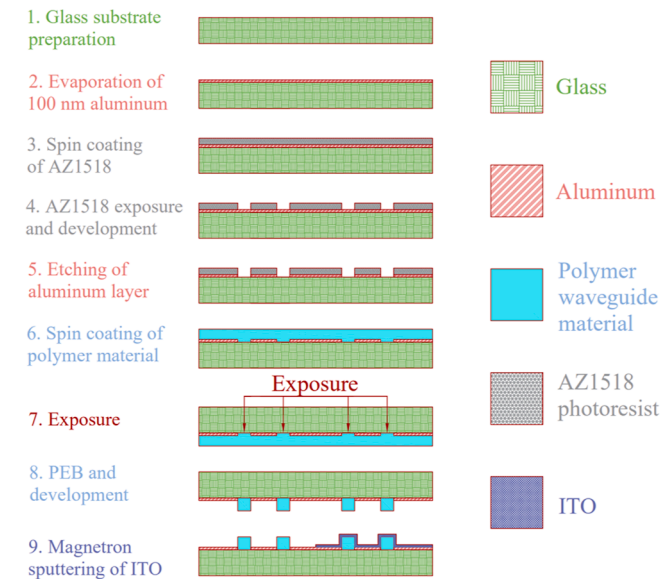 1. Glass substrate
preparation
2. Evaporation of
100 nm aluminum
3. Spin coating
of AZ1518
4. AZ1518 exposure
and development
5. Etching of
aluminum layer
6. Spin coating of
polymer material
Exposure
7. Exposure
8. PEB and
development
9. Magnetron
sputtering of ITO
Glass
Aluminum
Polymer
waveguide
material
AZ1518
photoresist
ITO